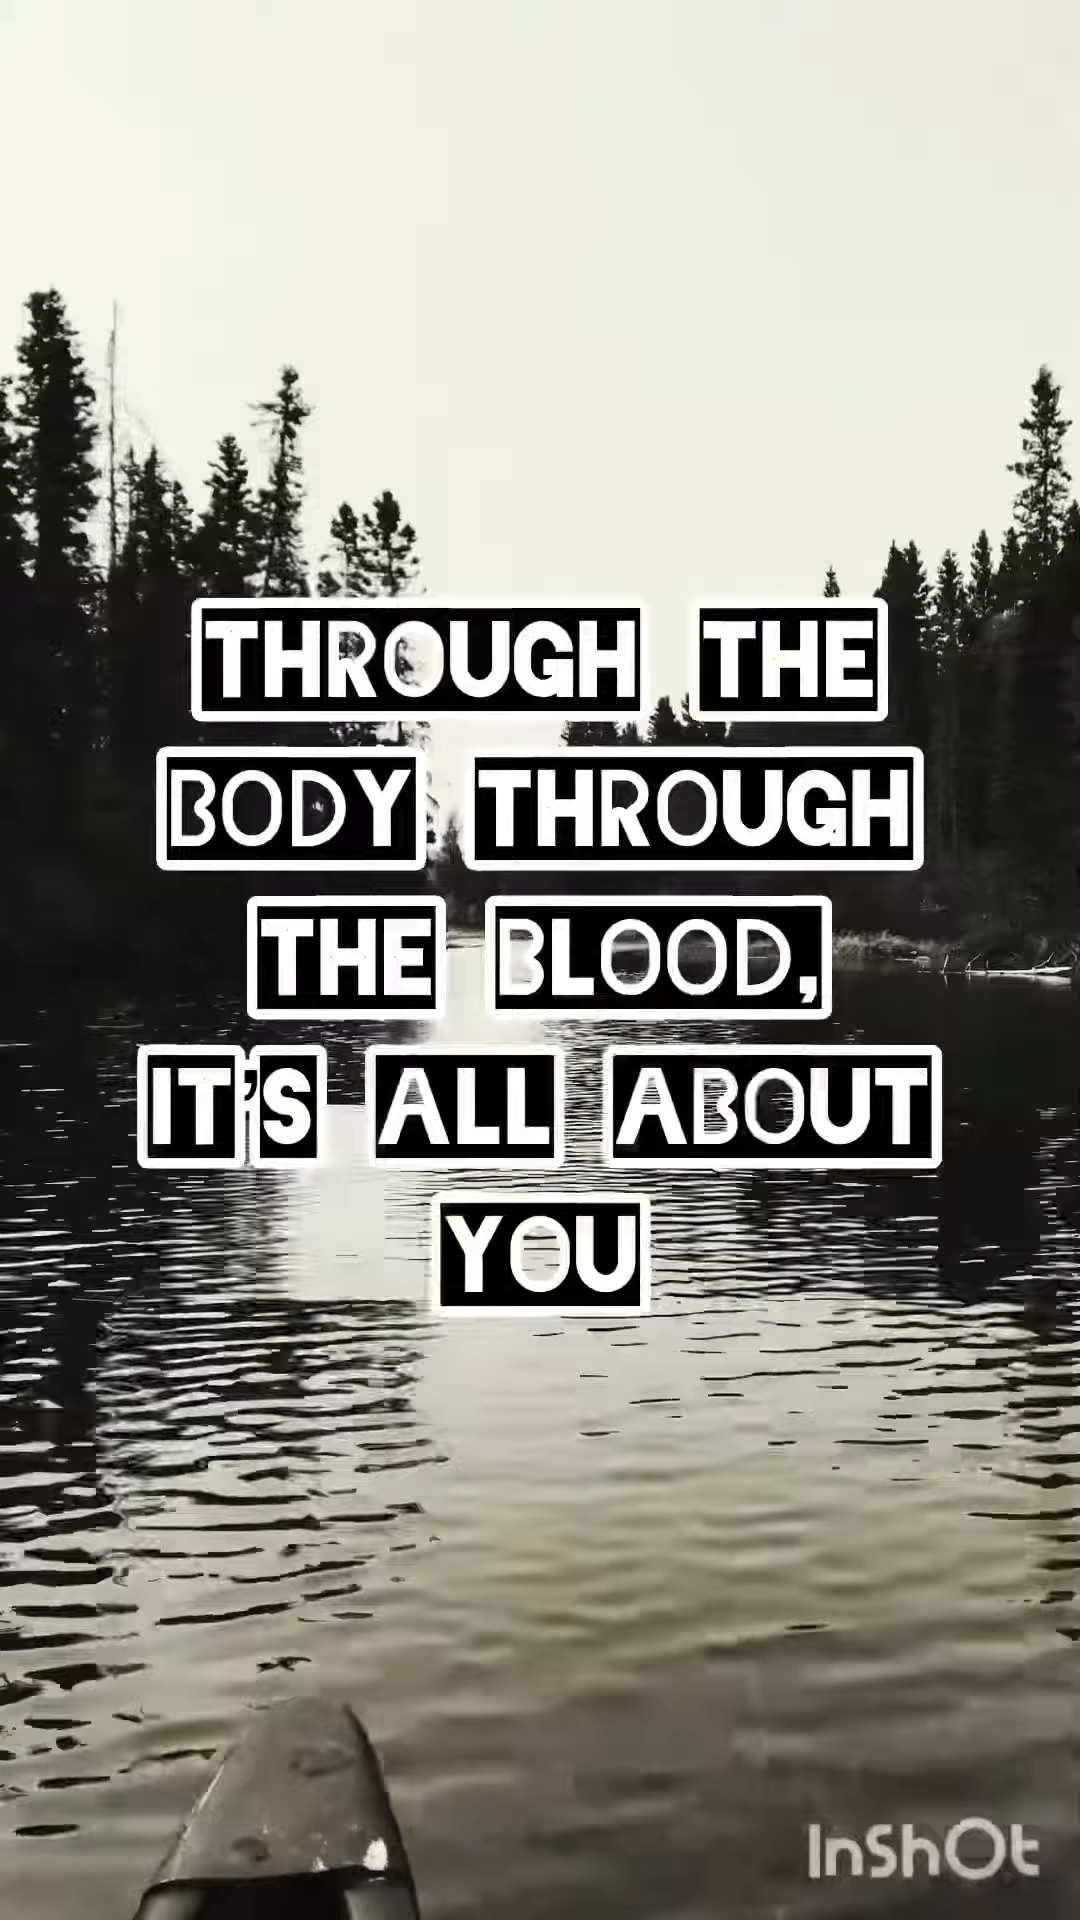 THROUGH THE
BODY THROUGH
THE BLOOD,
IT'S ALL ABOUT
YOU
InShOt